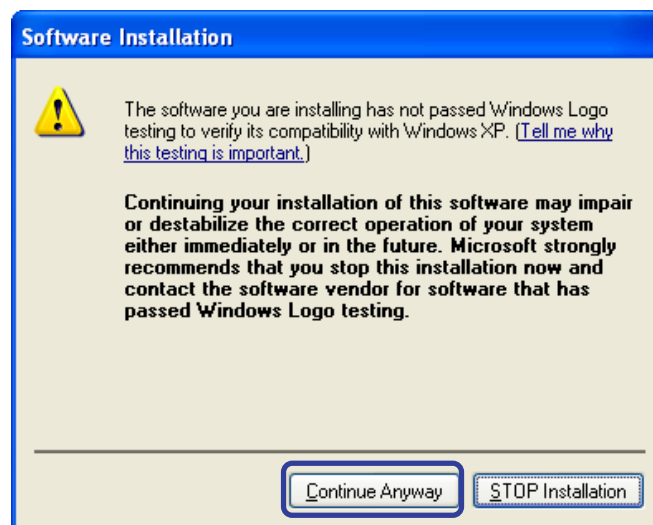 Software Installation
The software you are installing has not passed Windows Logo
testing to verify its compatibility with Windows XP. (Tell me why
this testing is important.)
Continuing your installation of this software may impair
or destabilize the correct operation of your system
either immediately or in the future. Microsoft strongly
recommends that you stop this installation now and
contact the software vendor for software that has
passed Windows Logo testing.
Continue Anyway
STOP Installation